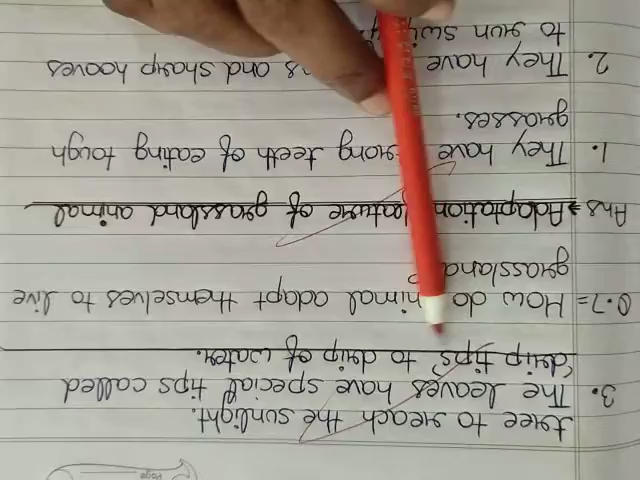 Page
tree to reach the sunlight.
3. The leaves have special tips called
'drip tips' to drip of water.
Q.7= How do nimal adapt themselves to live
grassland
Ans → Adaptation feature of grassland animal
1. They have strong teeth of eating tough
grasses.
2. They have and sharp hooves
to run